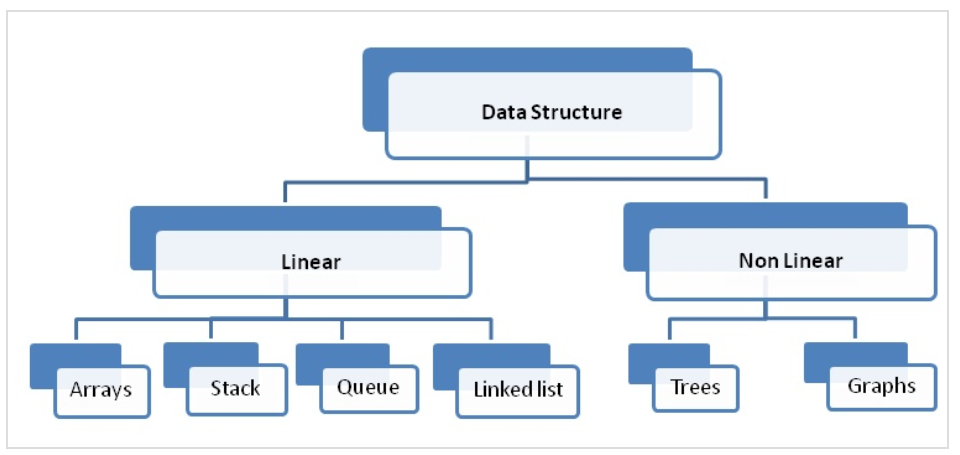 Data Structure
Linear
Non Linear
Arrays
Stack
Queue
Linked list
Trees
Graphs